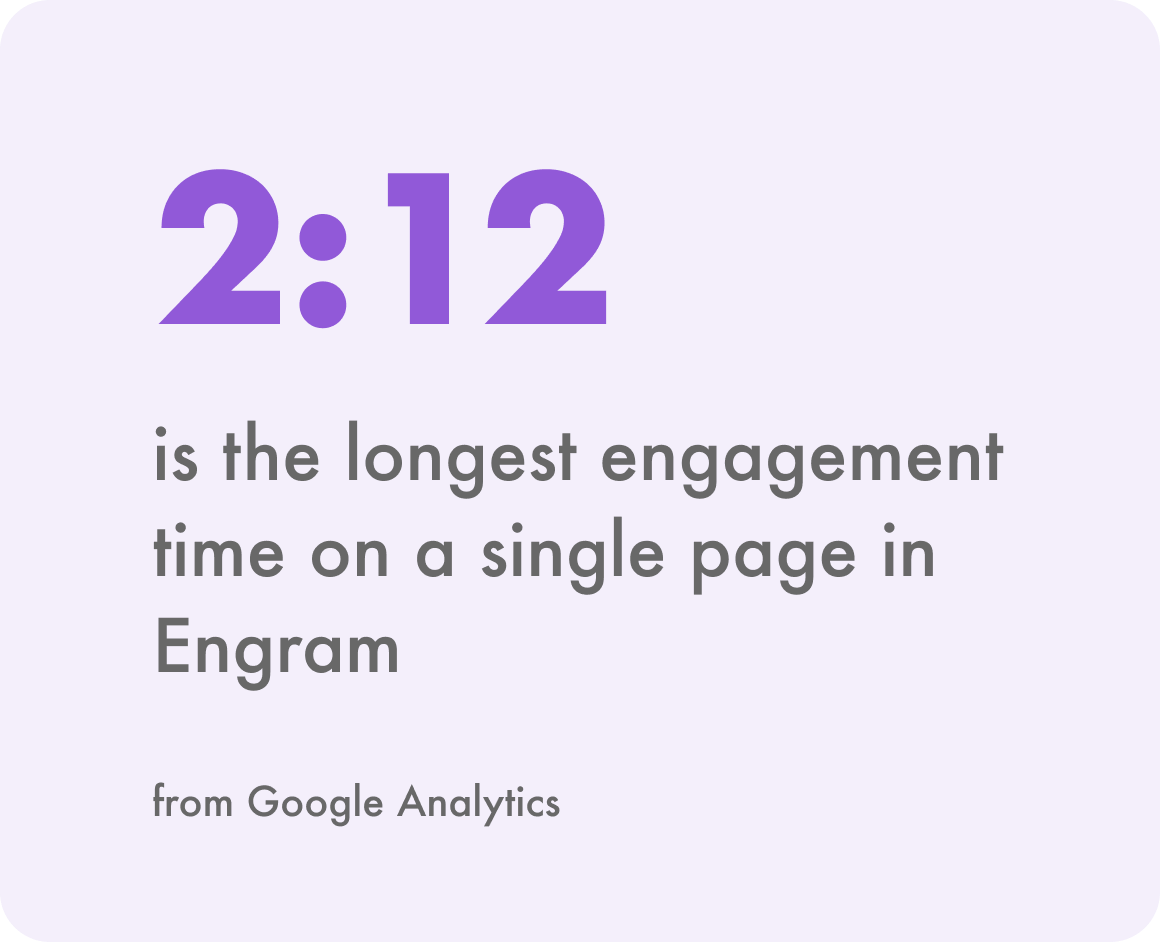 2:12
is the longest engagement
time on a single page in
Engram
from Google Analytics